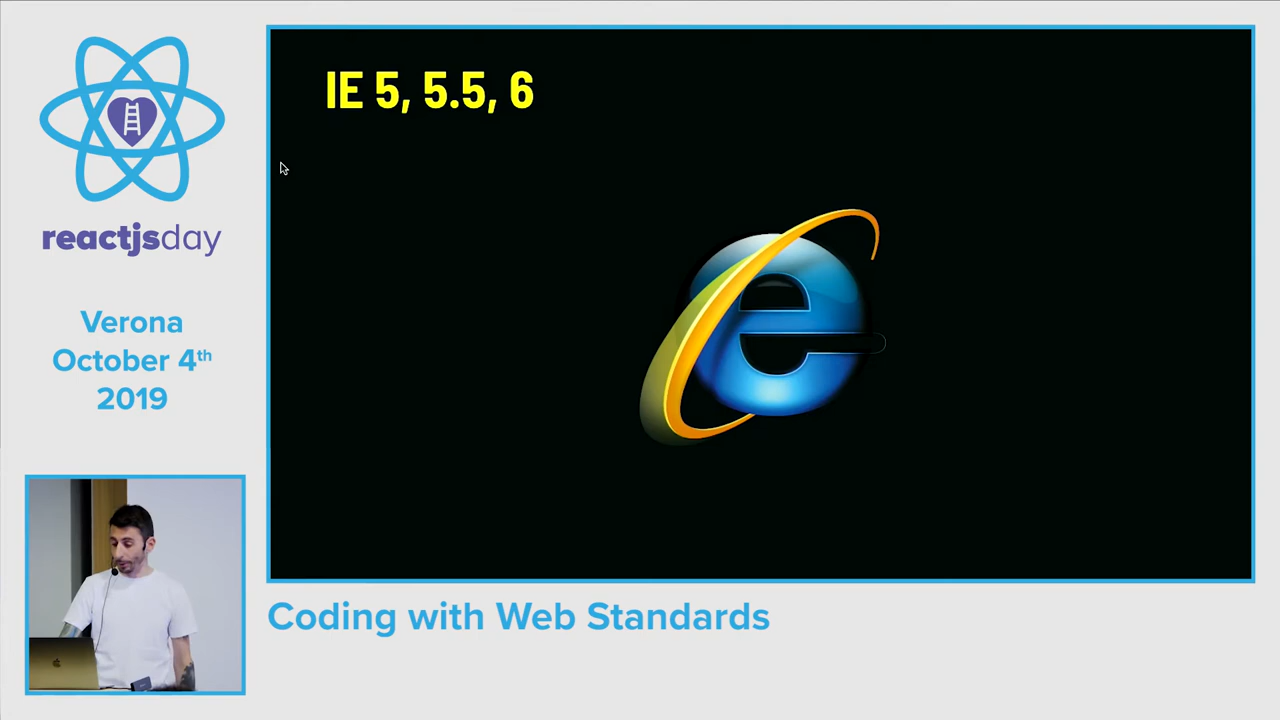 reactjsday
Verona
October 4th
2019
IE 5, 5.5, 6
Coding with Web Standards